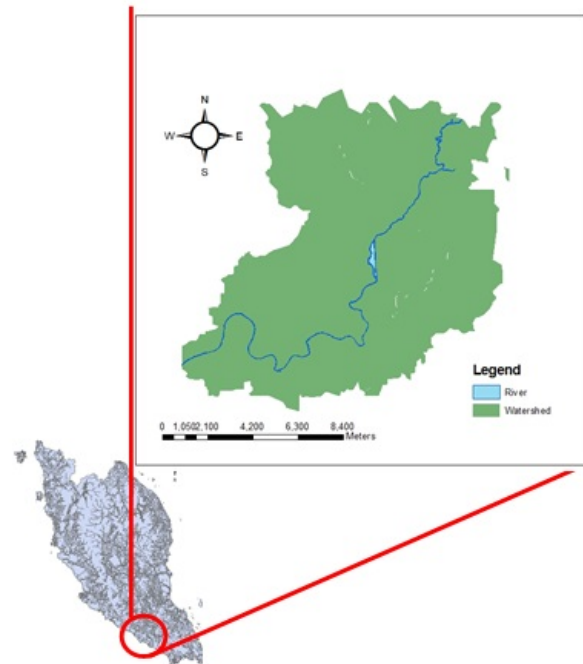 N
W E
S
Legend
River
Watershed
0 1,050 2,100 4,200 6,300 8,400
Meters